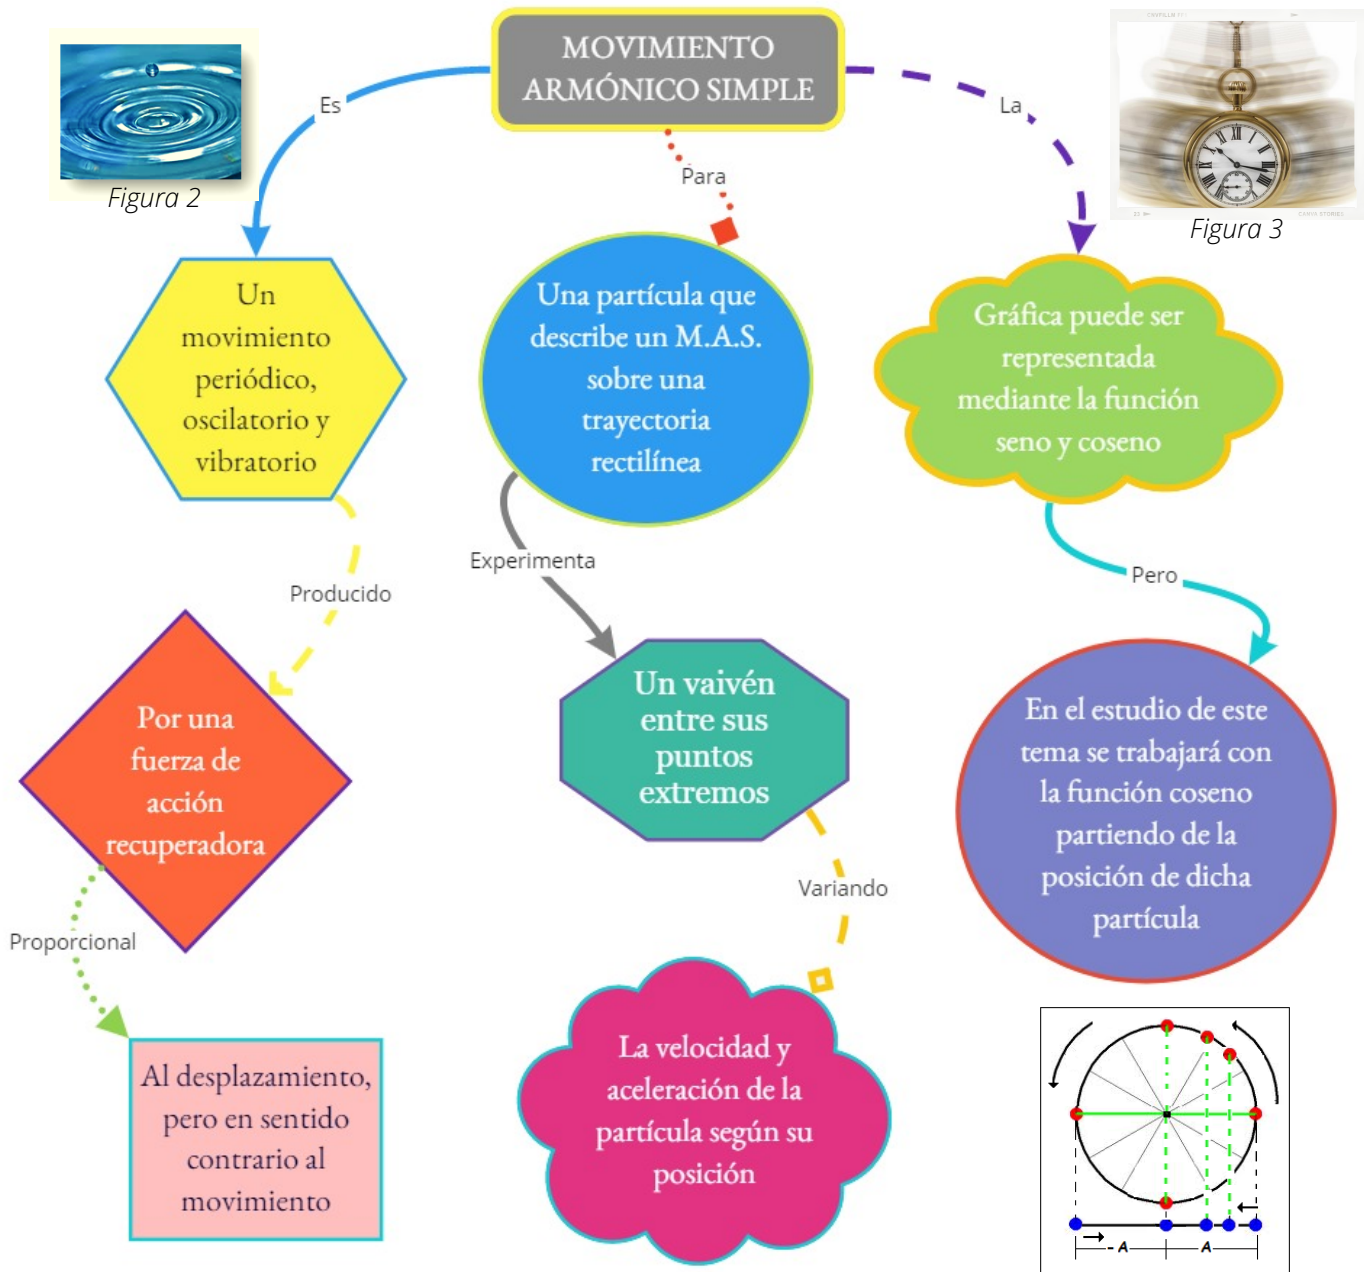 MOVIMIENTO
ARMÓNICO SIMPLE
Es
Para
La
Figura 2
Figura 3
CANVA STORIES
Un
movimiento
periódico,
oscilatorio y
vibratorio
Una partícula que
describe un M.A.S.
sobre una
trayectoria
rectilínea
Gráfica puede ser
representada
mediante la función
seno y coseno
Producido
Experimenta
Pero
Por una
fuerza de
acción
recuperadora
Un vaivén
entre sus
puntos
extremos
En el estudio de este
tema se trabajará con
la función coseno
partiendo de la
posición de dicha
partícula
Proporcional
Variando
Al desplazamiento,
pero en sentido
contrario al
movimiento
La velocidad y
aceleración de la
partícula según su
posición
- A
A